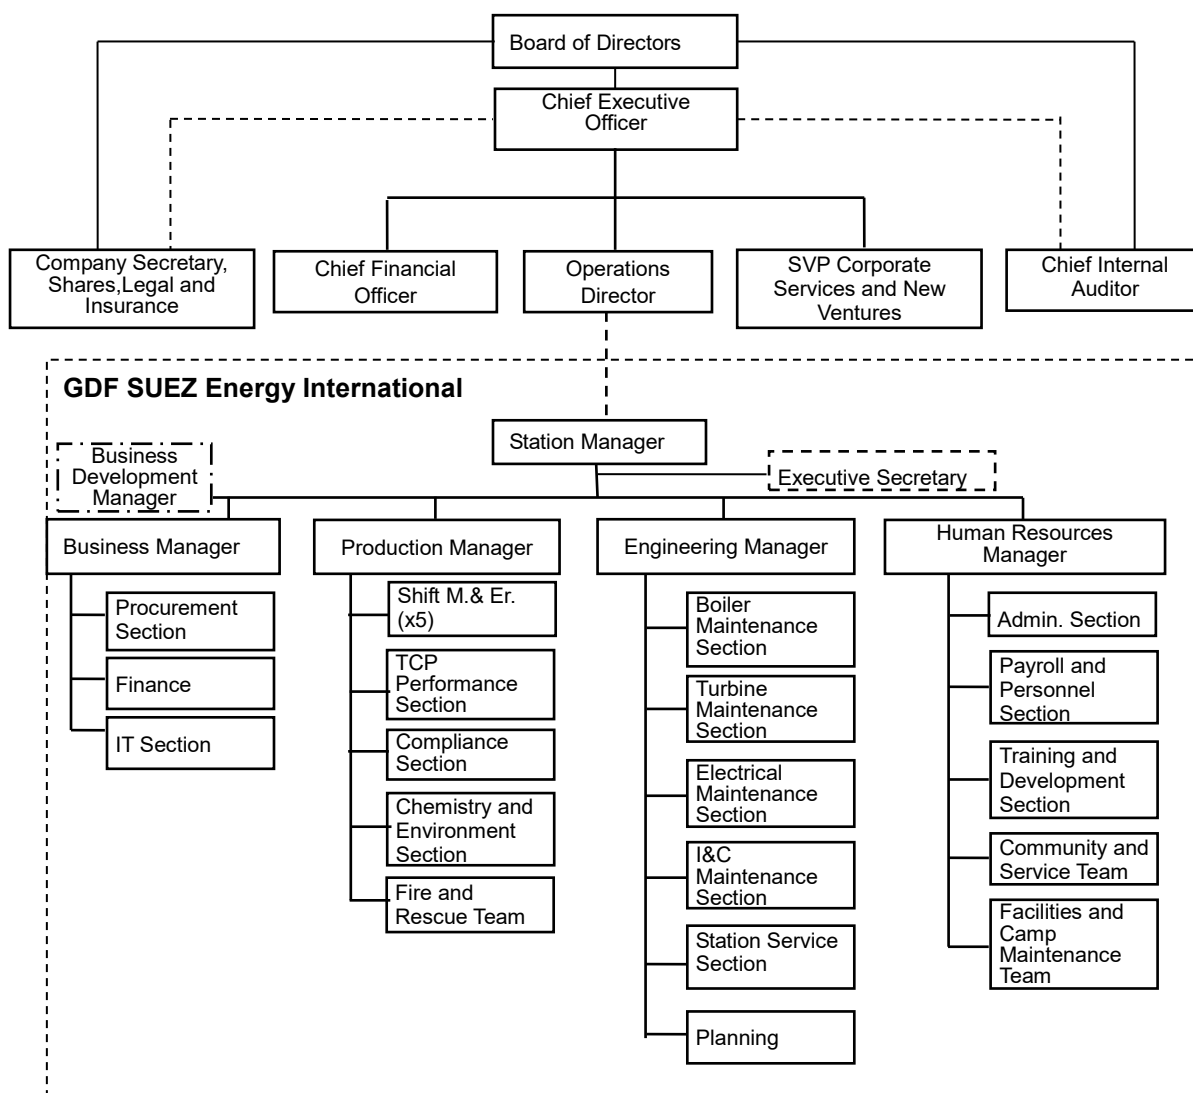 Board of Directors
Chief Executive
Officer
Company Secretary,
Shares,Legal and
Insurance
Chief Financial
Officer
Operations
Director
SVP Corporate
Services and New
Ventures
Chief Internal
Auditor
GDF SUEZ Energy International
Station Manager
Business
Development
Manager
Executive Secretary
Business Manager
Procurement
Section
Finance
IT Section
Production Manager
Shift M.& Er.
(x5)
TCP
Performance
Section
Compliance
Section
Chemistry and
Environment
Section
Fire and
Rescue Team
Engineering Manager
Boiler
Maintenance
Section
Turbine
Maintenance
Section
Electrical
Maintenance
Section
I&C
Maintenance
Section
Station Service
Section
Planning
Human Resources
Manager
Admin. Section
Payroll and
Personnel
Section
Training and
Development
Section
Community and
Service Team
Facilities and
Camp
Maintenance
Team